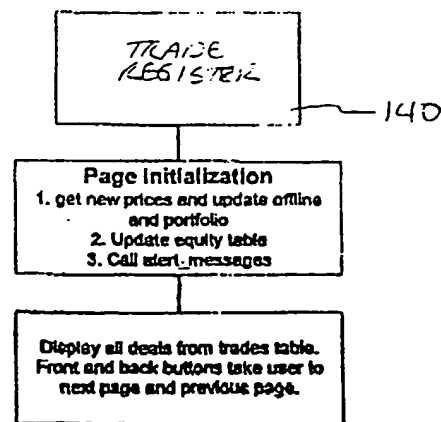 TRADE
REGISTER
140
Page Initialization
1. get new prices and update offline
and portfolio
2. Update equity table
3. Call alert_messages
Display all deals from trades table.
Front and back buttons take user to
next page and previous page.